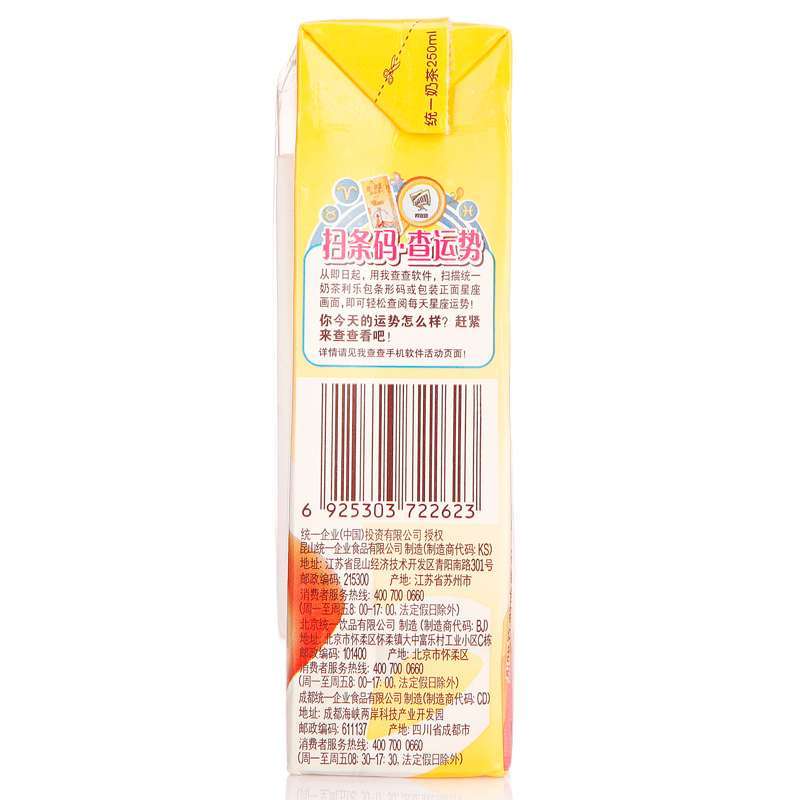 统一奶茶250ml
扫条码·查运势
从即日起，用我查查软件，扫描统一
奶茶利乐包条形码或包装正面星座
画面，即可轻松查阅每天星座运势！
你今天的运势怎么样？赶紧
来查查看吧！
详情请见我查查手机软件活动页面！
6 925303 722623
统一企业(中国)投资有限公司 授权
昆山统一企业食品有限公司 制造(制造商代码: KS)
地址: 江苏省昆山经济技术开发区青阳南路301号
邮政编码: 215300 产地: 江苏省苏州市
消费者服务热线: 400 700 0660
(周一至周五8: 00-17: 00, 法定假日除外)
北京统一饮品有限公司 制造 (制造商代码: BJ)
地址: 北京市怀柔区怀柔镇大中富乐村工业小区C栋
邮政编码: 101400 产地: 北京市怀柔区
消费者服务热线: 400 700 0660
(周一至周五8: 00-17: 00, 法定假日除外)
成都统一企业食品有限公司 制造(制造商代码: CD)
地址: 成都海峡两岸科技产业开发园
邮政编码: 611137 产地: 四川省成都市
消费者服务热线: 400 700 0660
(周一至周五08: 30-17: 30, 法定假日除外)